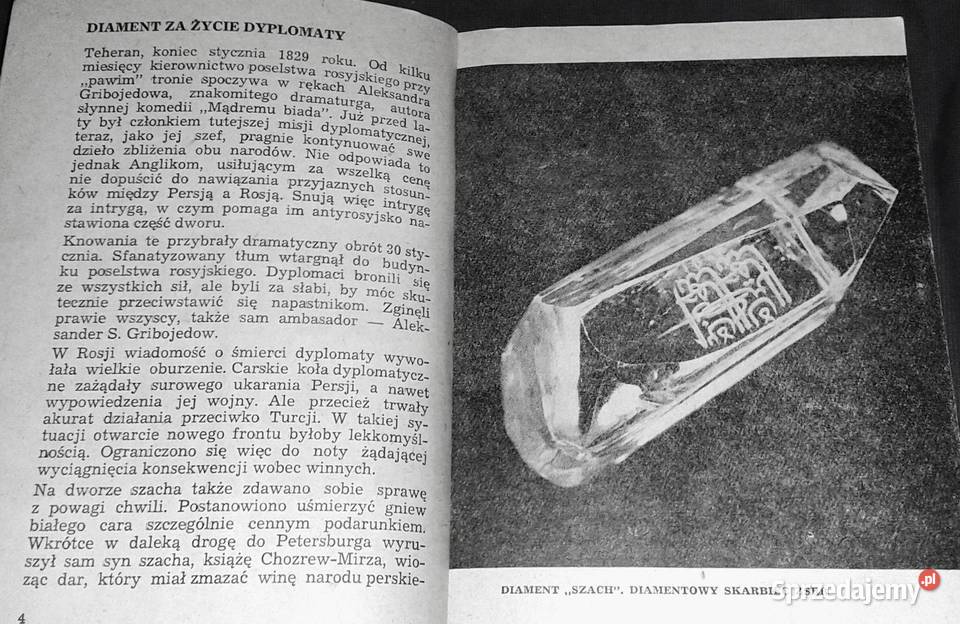 DIAMENT ZA ŻYCIE DYPLOMATY
Teheran, koniec stycznia 1829 roku. Od kilku
miesięcy kierownictwo poselstwa rosyjskiego przy
„pawim” tronie spoczywa w rękach Aleksandra
Gribojedowa, znakomitego dramaturga, autora
słynnej komedii „Mądremu biada”. Już przed la-
ty był członkiem tutejszej misji dyplomatycznej,
teraz, jako jej szef, pragnie kontynuować swe
dzieło zbliżenia obu narodów. Nie odpowiada to
jednak Anglikom, usiłującym za wszelką cenę
nie dopuścić do nawiązania przyjaznych stosun-
ków między Persją a Rosją. Snują więc intrygę
za intrygą, w czym pomaga im antyrosyjsko na-
stawiona część dworu.
Knowania te przybrały dramatyczny obrót 30 sty-
cznia. Sfanatyzowany tłum wtargnął do budyn-
ku poselstwa rosyjskiego. Dyplomaci bronili się
ze wszystkich sił, ale byli za słabi, by móc sku-
tecznie przeciwstawić się napastnikom. Zginęli
prawie wszyscy, także sam ambasador — Alek-
sander S. Gribojedow.
W Rosji wiadomość o śmierci dyplomaty wywo-
łała wielkie oburzenie. Carskie koła dyplomatycz-
ne zażądały surowego ukarania Persji, a nawet
wypowiedzenia jej wojny. Ale przecież trwały
akurat działania przeciwko Turcji. W takiej sy-
tuacji otwarcie nowego frontu byłoby lekkomyśl-
nością. Ograniczono się więc do noty żądającej
wyciągnięcia konsekwencji wobec winnych.
Na dworze szacha także zdawano sobie sprawę
z powagi chwili. Postanowiono uśmierzyć gniew
białego cara szczególnie cennym podarunkiem.
Wkrótce w daleką drogę do Petersburga wyru-
szył sam syn szacha, książę Chozrew-Mirza, wio-
ząc dar, który miał zmazać winę narodu perskie-
4
DIAMENT „SZACH”. DIAMENTOWY
Sprzedajemy.pl